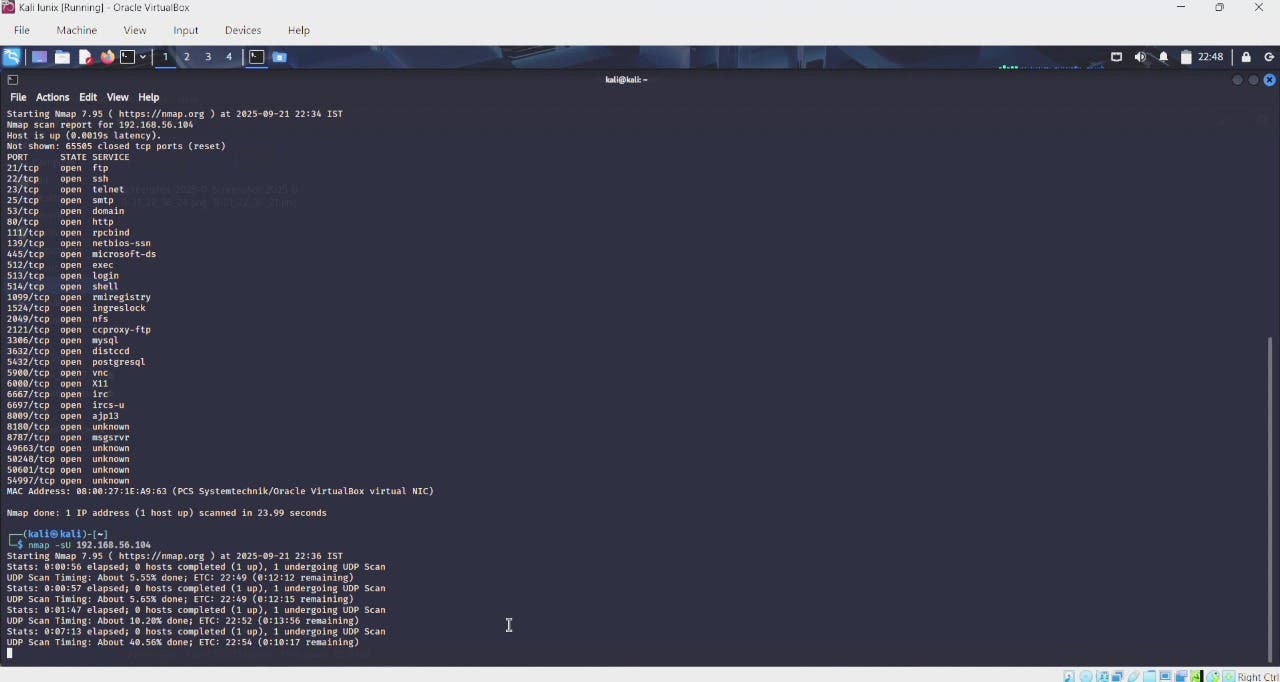 Kali lunix [Running] - Oracle VirtualBox
File Machine View Input Devices Help
1 2 3 4 22:48
kali@kali: ~
File Actions Edit View Help
Starting Nmap 7.95 ( https://nmap.org ) at 2025-09-21 22:34 IST
Nmap scan report for 192.168.56.104
Host is up (0.0019s latency).
Not shown: 65505 closed tcp ports (reset)
PORT STATE SERVICE
21/tcp open ftp
22/tcp open ssh
23/tcp open telnet
25/tcp open smtp
53/tcp open domain
80/tcp open http
111/tcp open rpcbind
139/tcp open netbios-ssn
445/tcp open microsoft-ds
512/tcp open exec
513/tcp open login
514/tcp open shell
1099/tcp open rmiregistry
1524/tcp open ingreslock
2049/tcp open nfs
2121/tcp open ccproxy-ftp
3306/tcp open mysql
3632/tcp open distccd
5432/tcp open postgresql
5900/tcp open vnc
6000/tcp open X11
6667/tcp open irc
6697/tcp open ircs-u
8009/tcp open ajp13
8180/tcp open unknown
8787/tcp open msgsrvr
49663/tcp open unknown
50248/tcp open unknown
50601/tcp open unknown
54997/tcp open unknown
MAC Address: 08:00:27:1E:A9:63 (PCS Systemtechnik/Oracle VirtualBox virtual NIC)
Nmap done: 1 IP address (1 host up) scanned in 23.99 seconds
┌──(kali㉿kali)-[~]
└─$ nmap -sU 192.168.56.104
Starting Nmap 7.95 ( https://nmap.org ) at 2025-09-21 22:36 IST
Stats: 0:00:56 elapsed; 0 hosts completed (1 up), 1 undergoing UDP Scan
UDP Scan Timing: About 5.55% done; ETC: 22:49 (0:12:12 remaining)
Stats: 0:00:57 elapsed; 0 hosts completed (1 up), 1 undergoing UDP Scan
UDP Scan Timing: About 5.65% done; ETC: 22:49 (0:12:15 remaining)
Stats: 0:01:47 elapsed; 0 hosts completed (1 up), 1 undergoing UDP Scan
UDP Scan Timing: About 10.20% done; ETC: 22:52 (0:13:56 remaining)
Stats: 0:07:13 elapsed; 0 hosts completed (1 up), 1 undergoing UDP Scan
UDP Scan Timing: About 40.56% done; ETC: 22:54 (0:10:17 remaining)
Right Ctrl